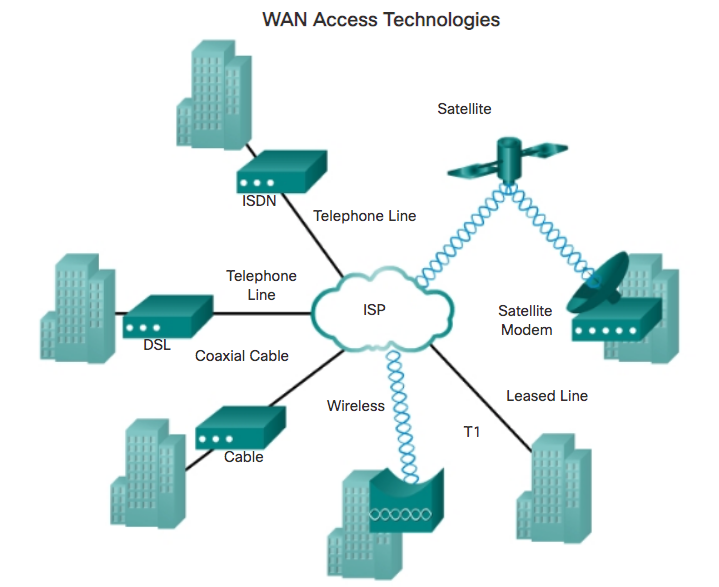 WAN Access Technologies
Satellite
ISDN
Telephone Line
Telephone
Line
ISP
Satellite
Modem
DSL
Coaxial Cable
Wireless
Leased Line
T1
Cable